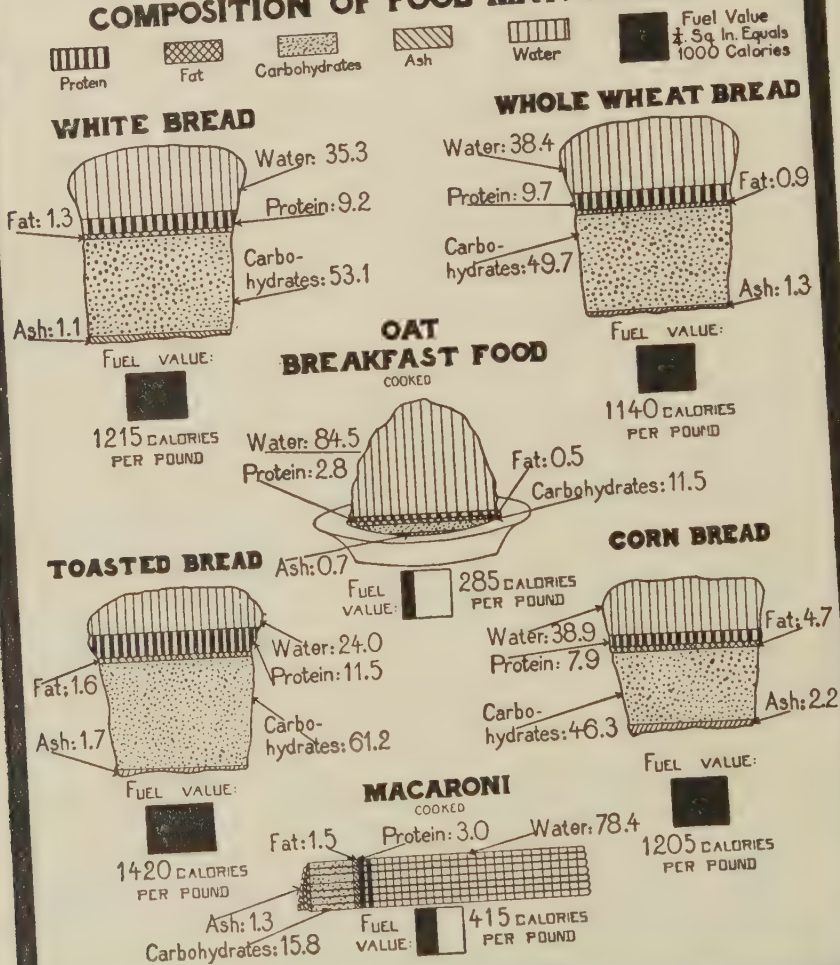 COMPOSITION OF FOOD
Protein
Fat
Carbohydrates
Ash
Water
Fuel Value
¼ Sq. In. Equals
1000 Calories
WHITE BREAD
Water: 35.3
Fat: 1.3
Protein: 9.2
Carbo-
hydrates: 53.1
Ash: 1.1
FUEL VALUE:
1215 CALORIES
PER POUND
WHOLE WHEAT BREAD
Water: 38.4
Protein: 9.7
Fat: 0.9
Carbo-
hydrates: 49.7
Ash: 1.3
FUEL VALUE:
1140 CALORIES
PER POUND
OAT
BREAKFAST FOOD
COOKED
Water: 84.5
Protein: 2.8
Fat: 0.5
Carbohydrates: 11.5
Ash: 0.7
FUEL
VALUE:
285 CALORIES
PER POUND
TOASTED BREAD
Water: 24.0
Protein: 11.5
Fat; 1.6
Carbo-
hydrates: 61.2
Ash: 1.7
FUEL VALUE:
1420 CALORIES
PER POUND
CORN BREAD
Water: 38.9
Fat; 4.7
Protein: 7.9
Carbo-
hydrates: 46.3
Ash: 2.2
FUEL VALUE:
1205 CALORIES
PER POUND
MACARONI
COOKED
Fat: 1.5
Protein: 3.0
Water: 78.4
Ash: 1.3
Carbohydrates: 15.8
FUEL
VALUE:
415 CALORIES
PER POUND